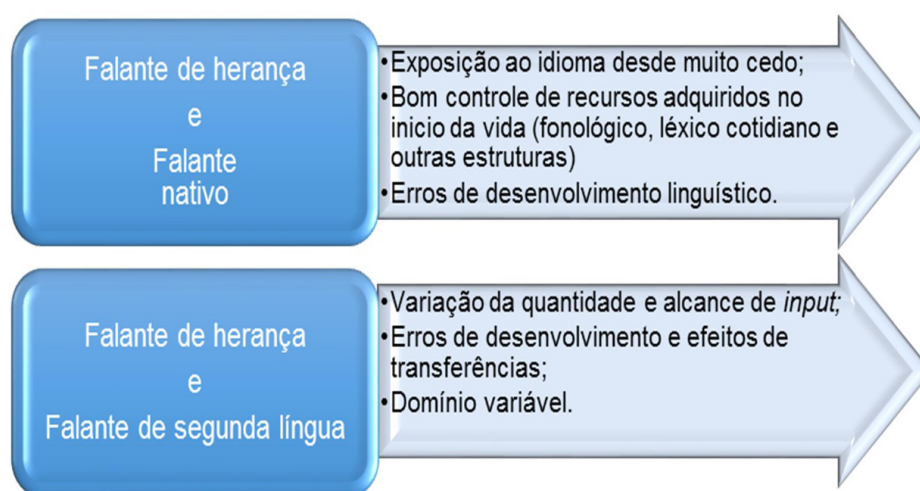 Falante de herança
e
Falante
nativo
•Exposição ao idioma desde muito cedo;
•Bom controle de recursos adquiridos no
inicio da vida (fonológico, léxico cotidiano e
outras estruturas)
•Erros de desenvolvimento linguístico.
Falante de herança
e
Falante de segunda língua
•Variação da quantidade e alcance de input;
•Erros de desenvolvimento e efeitos de
transferências;
•Domínio variável.